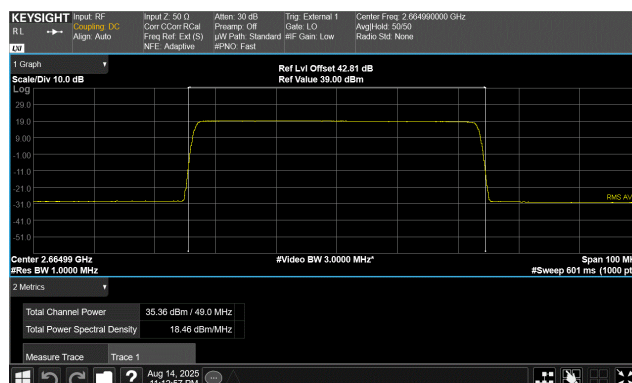 KEYSIGHT Input: RF Input Z: 50 Ω Atten: 30 dB Trig: External 1 Center Freq: 2.664990000 GHz
RL Coupling: DC Corr CCorr RCal Preamp: Off Gate: LO Avg|Hold: 50/50
Align: Auto Freq Ref: Ext (S) µW Path: Standard #IF Gain: Low Radio Std: None
LXI NFE: Adaptive #PNO: Fast
1 Graph
Scale/Div 10.0 dB
Ref Lvl Offset 42.81 dB
Ref Value 39.00 dBm
Log
29.0
19.0
9.00
-1.00
-11.0
-21.0
-31.0
RMS AV
-41.0
-51.0
Center 2.66499 GHz #Video BW 3.0000 MHz* Span 100
#Res BW 1.0000 MHz #Sweep 601 ms (1000
2 Metrics
Total Channel Power 35.36 dBm / 49.0 MHz
Total Power Spectral Density 18.46 dBm/MHz
Measure Trace Trace 1
? Aug 14, 2025